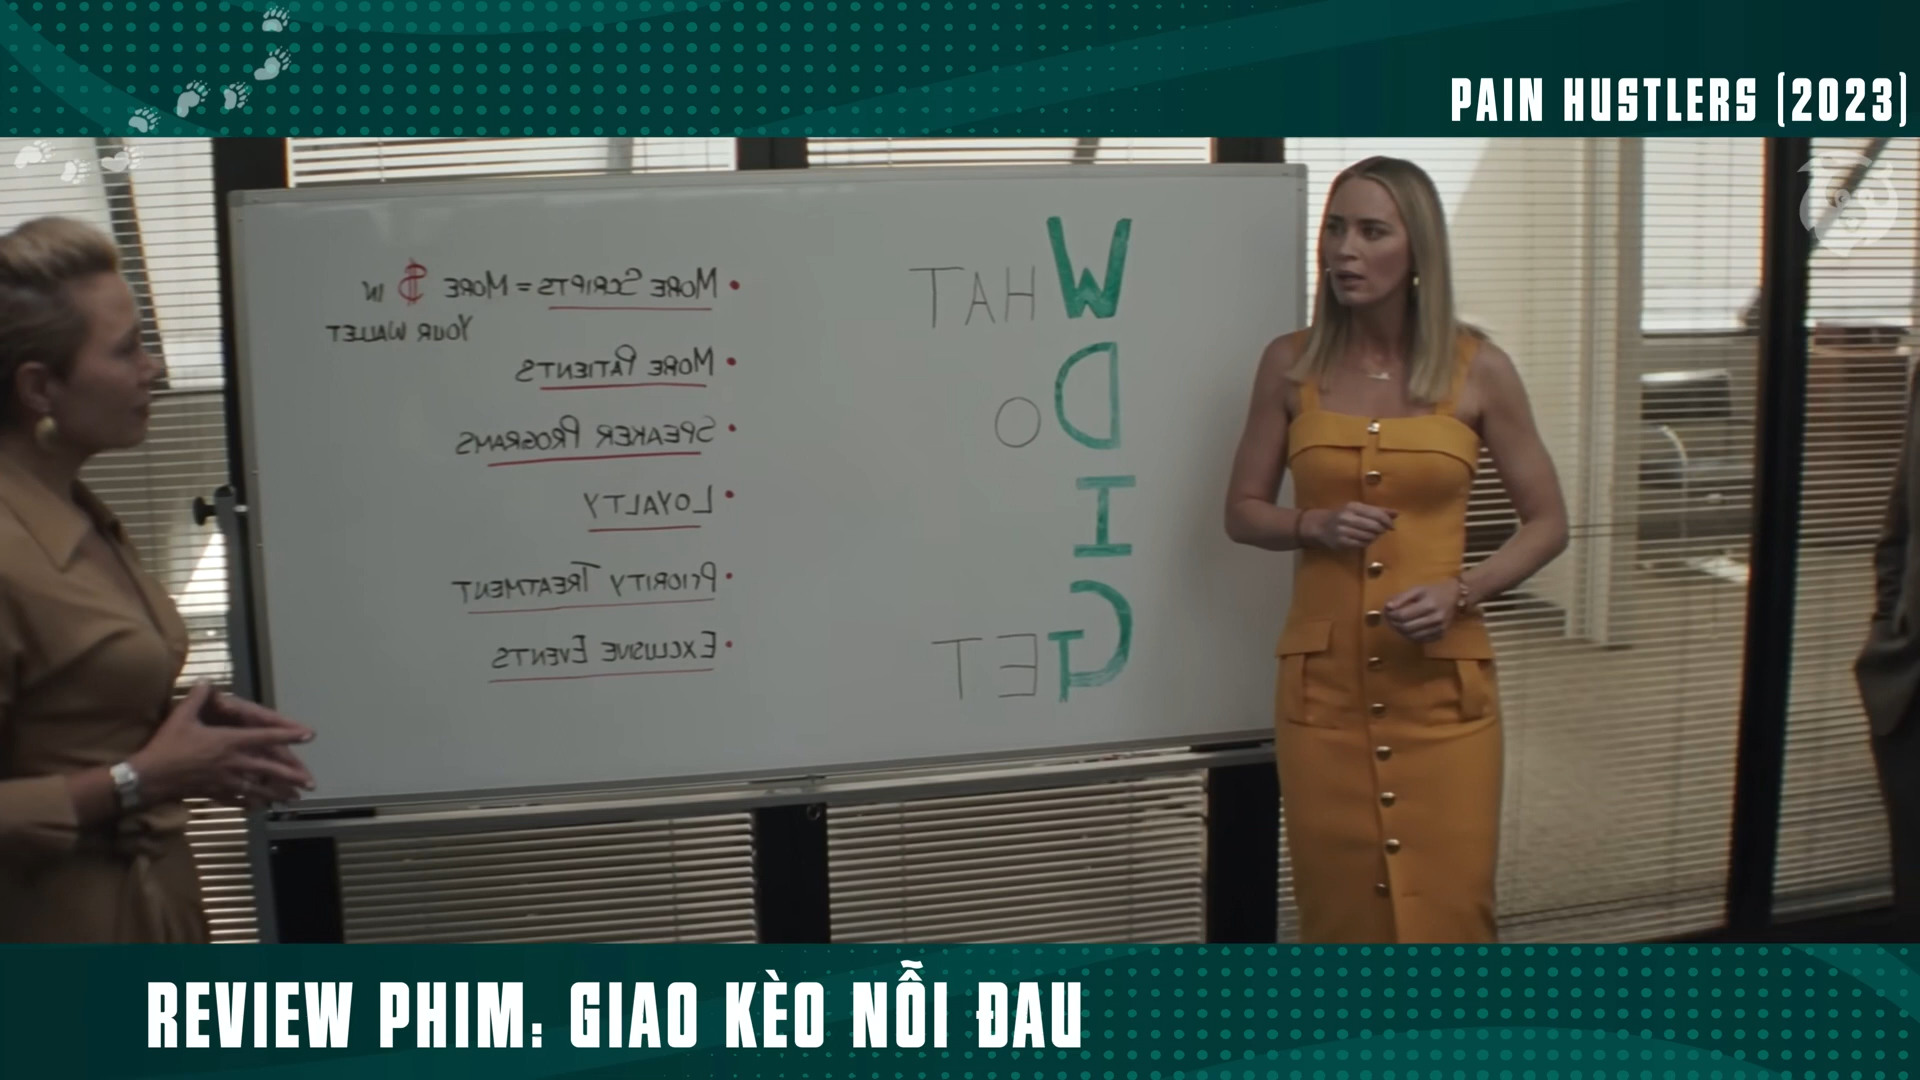 PAIN HUSTLERS (2023)
WHAT
DO
I
GET
• MORE SCRIPTS = MORE $ IN
YOUR WALLET
• MORE PATIENTS
• SPEAKER PROGRAMS
• LOYALTY
• PRIORITY TREATMENT
• EXCLUSIVE EVENTS
REVIEW PHIM: GIAO KÈO NỖI ĐAU